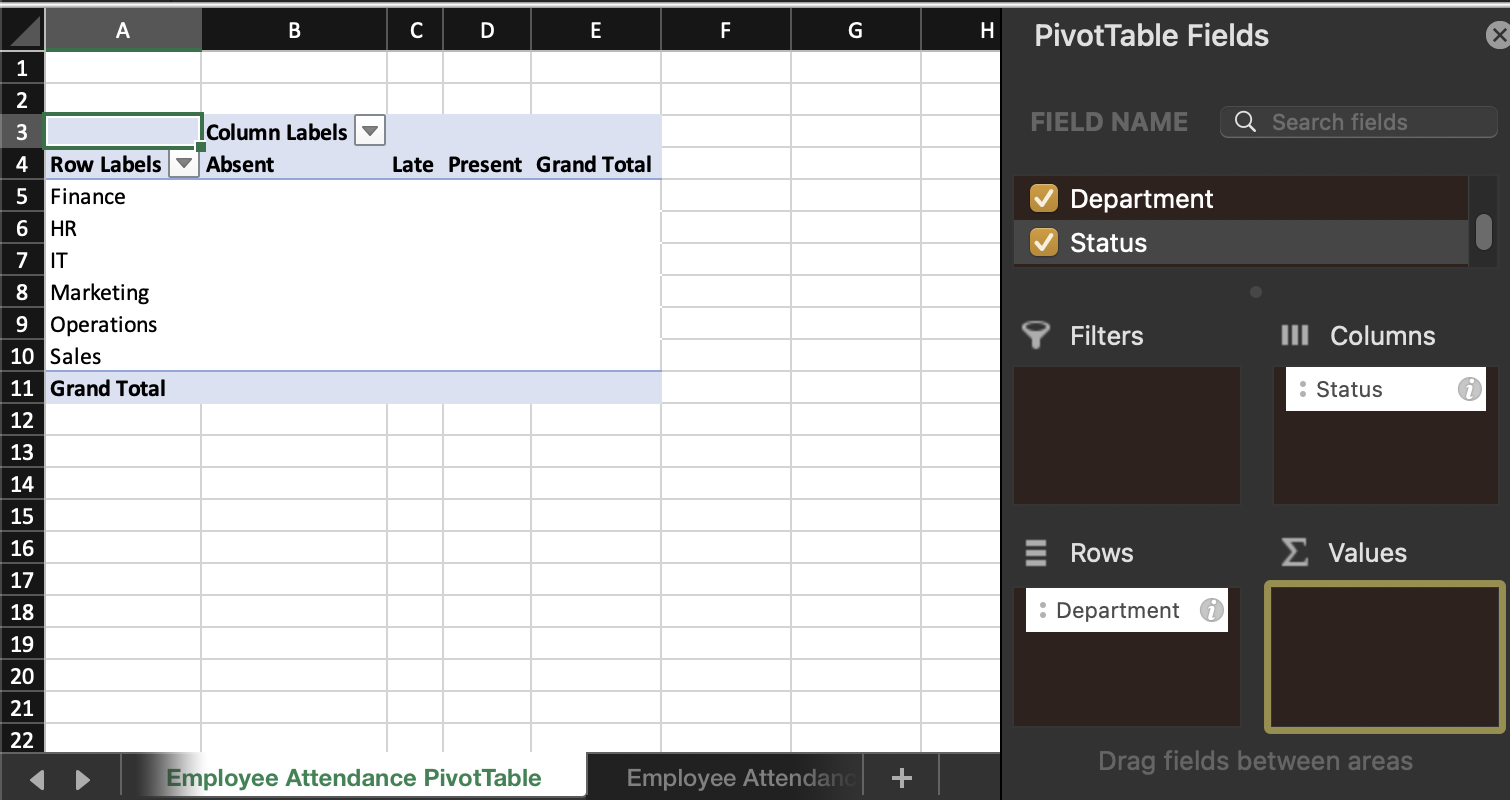 A B C D E F G H
1
2
3 Column Labels
4 Row Labels Absent Late Present Grand Total
5 Finance
6 HR
7 IT
8 Marketing
9 Operations
10 Sales
11 Grand Total
12
13
14
15
16
17
18
19
20
21
22
Employee Attendance PivotTable Employee Attendanc +
PivotTable Fields
FIELD NAME Search fields
Department
Status
Filters Columns
Status
Rows Σ Values
Department
Drag fields between areas